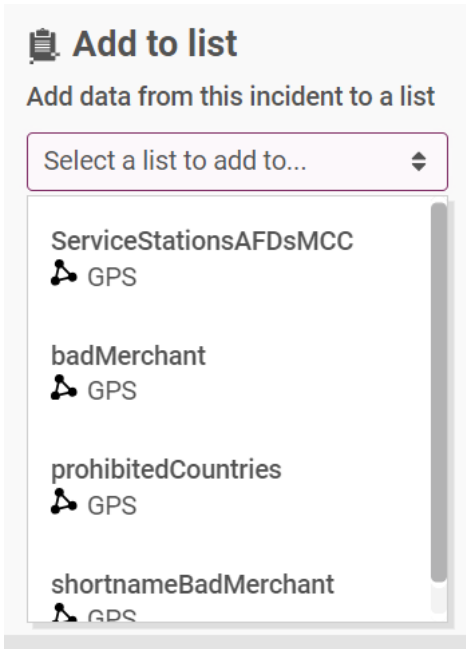 Add to list
Add data from this incident to a list
Select a list to add to...
ServiceStationsAFDsMCC
GPS
badMerchant
GPS
prohibitedCountries
GPS
shortnameBadMerchant
GPS